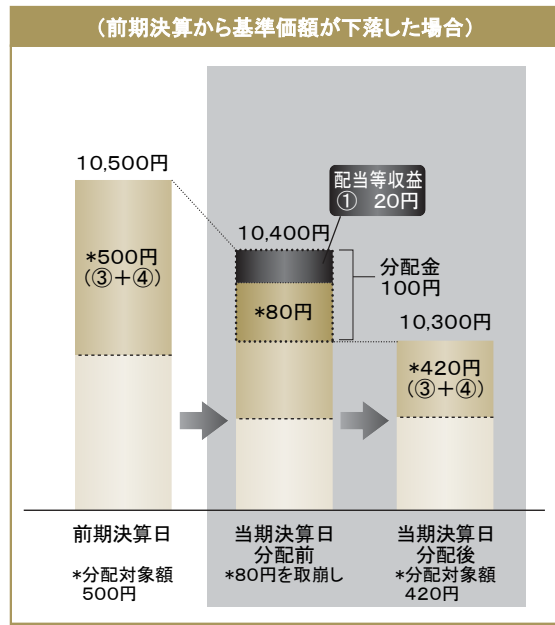 (前期決算から基準価額が下落した場合)
10,500円
*500円
(③+④)
10,400円
配当等収益
① 20円
*80円
分配金
100円
10,300円
*420円
(③+④)
前期決算日
*分配対象額
500円
当期決算日
分配前
*80円を取崩し
当期決算日
分配後
*分配対象額
420円